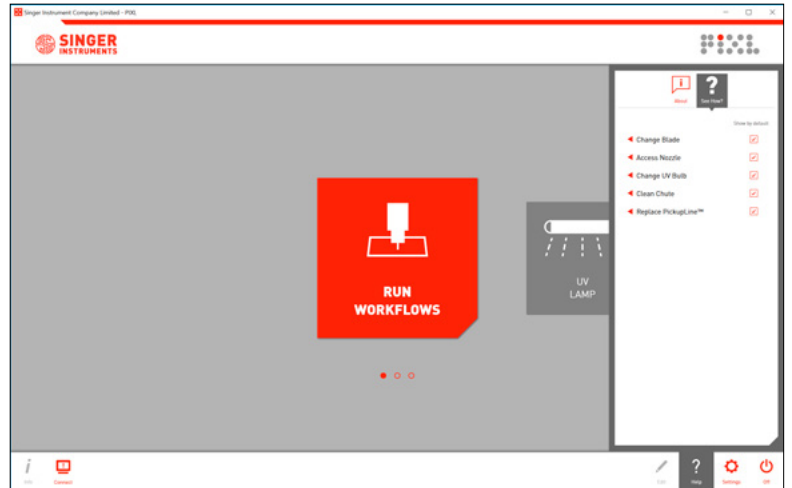 Singer Instrument Company Limited - PIXL
SINGER
INSTRUMENTS
PIXL
About
See How?
Show by default
Change Blade
Access Nozzle
Change UV Bulb
Clean Chute
Replace PickupLine™
RUN
WORKFLOWS
UV
LAMP
i
Info
Connect
Edit
?
Help
Settings
Off